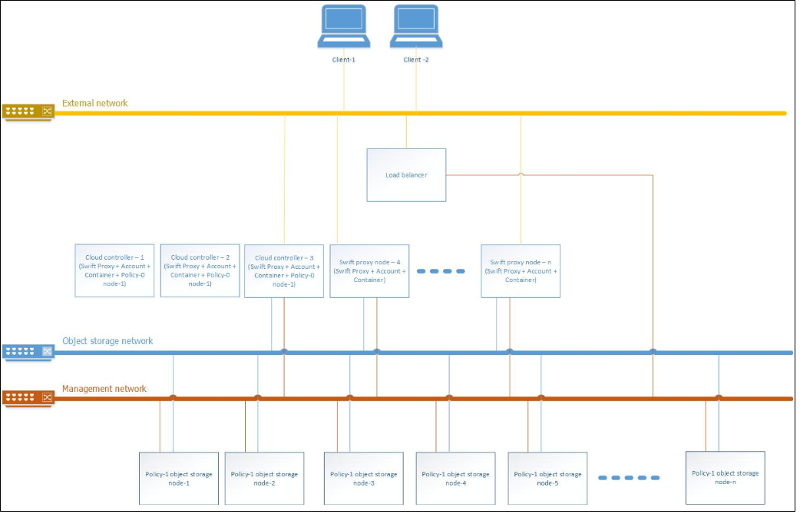 Client-1
Client -2
External network
Load balancer
Cloud controller – 1
(Swift Proxy + Account +
Container + Policy-0
node-1)
Cloud controller – 2
(Swift Proxy + Account +
Container + Policy-0
node-1)
Cloud controller – 3
(Swift Proxy + Account +
Container + Policy-0
node-1)
Swift proxy node – 4
(Swift Proxy + Account +
Container)
Swift proxy node – n
(Swift Proxy + Account +
Container)
Object storage network
Management network
Policy-1 object storage
node-1
Policy-1 object storage
node-2
Policy-1 object storage
node-3
Policy-1 object storage
node-4
Policy-1 object storage
node-5
Policy-1 object storage
node-n